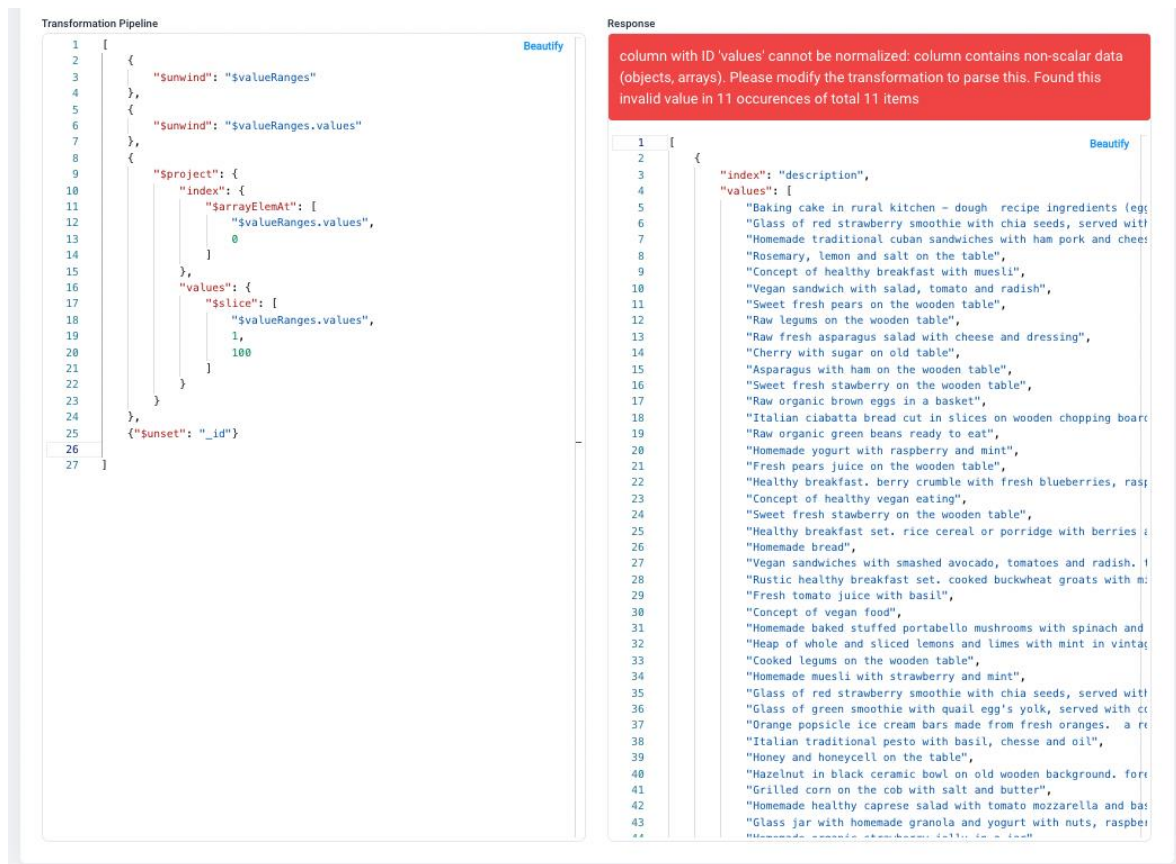 Transformation Pipeline
1 [
Beautify
2 {
3 "$unwind": "$valueRanges"
4 },
5 {
6 "$unwind": "$valueRanges.values"
7 },
8 {
9 "$project": {
10 "index": {
11 "$arrayElemAt": [
12 "$valueRanges.values",
13 0
14 ]
15 },
16 "values": {
17 "$slice": [
18 "$valueRanges.values",
19 1,
20 100
21 ]
22 }
23 }
24 },
25 {"$unset": "_id"}
26
27 ]
Response
column with ID 'values' cannot be normalized: column contains non-scalar data
(objects, arrays). Please modify the transformation to parse this. Found this
invalid value in 11 occurences of total 11 items
1 [
Beautify
2 {
3 "index": "description",
4 "values": [
5 "Baking cake in rural kitchen – dough recipe ingredients (egg
6 "Glass of red strawberry smoothie with chia seeds, served with
7 "Homemade traditional cuban sandwiches with ham pork and chees
8 "Rosemary, lemon and salt on the table",
9 "Concept of healthy breakfast with muesli",
10 "Vegan sandwich with salad, tomato and radish",
11 "Sweet fresh pears on the wooden table",
12 "Raw legums on the wooden table",
13 "Raw fresh asparagus salad with cheese and dressing",
14 "Cherry with sugar on old table",
15 "Asparagus with ham on the wooden table",
16 "Sweet fresh stawberry on the wooden table",
17 "Raw organic brown eggs in a basket",
18 "Italian ciabatta bread cut in slices on wooden chopping board
19 "Raw organic green beans ready to eat",
20 "Homemade yogurt with raspberry and mint",
21 "Fresh pears juice on the wooden table",
22 "Healthy breakfast. berry crumble with fresh blueberries, rasp
23 "Concept of healthy vegan eating",
24 "Sweet fresh stawberry on the wooden table",
25 "Healthy breakfast set. rice cereal or porridge with berries a
26 "Homemade bread",
27 "Vegan sandwiches with smashed avocado, tomatoes and radish. t
28 "Rustic healthy breakfast set. cooked buckwheat groats with mi
29 "Fresh tomato juice with basil",
30 "Concept of vegan food",
31 "Homemade baked stuffed portabello mushrooms with spinach and
32 "Heap of whole and sliced lemons and limes with mint in vintag
33 "Cooked legums on the wooden table",
34 "Homemade muesli with strawberry and mint",
35 "Glass of red strawberry smoothie with chia seeds, served with
36 "Glass of green smoothie with quail egg's yolk, served with co
37 "Orange popsicle ice cream bars made from fresh oranges. a re
38 "Italian traditional pesto with basil, chesse and oil",
39 "Honey and honeycell on the table",
40 "Hazelnut in black ceramic bowl on old wooden background. fore
41 "Grilled corn on the cob with salt and butter",
42 "Homemade healthy caprese salad with tomato mozzarella and bas
43 "Glass jar with homemade granola and yogurt with nuts, raspber